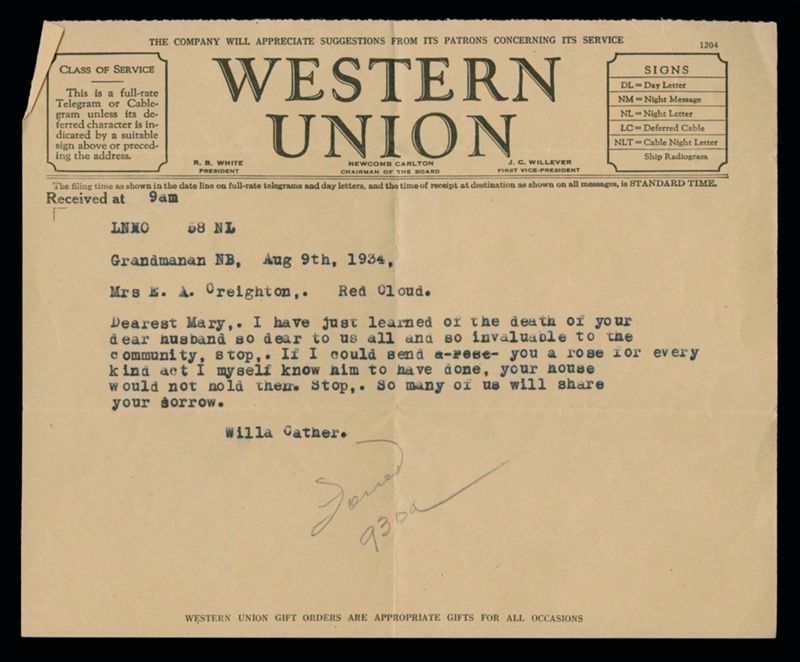 THE COMPANY WILL APPRECIATE SUGGESTIONS FROM ITS PATRONS CONCERNING ITS SERVICE
1204
CLASS OF SERVICE
This is a full-rate
Telegram or Cable-
gram unless its de-
ferred character is in-
dicated by a suitable
sign above or preced-
ing the address.
WESTERN
UNION
R. B. WHITE
PRESIDENT
NEWCOMB CARLTON
CHAIRMAN OF THE BOARD
J. C. WILLEVER
FIRST VICE-PRESIDENT
SIGNS
DL = Day Letter
NM = Night Message
NL = Night Letter
LC = Deferred Cable
NLT = Cable Night Letter
Ship Radiogram
The filing time as shown in the date line on full-rate telegrams and day letters, and the time of receipt at destination as shown on all messages, is STANDARD TIME.
Received at 9am
58 NL
Grandmanan NB, Aug 9th, 1934,
Mrs E. A. Creighton,. Red Cloud.
Dearest Mary,. I have just learned of the death of your
dear husband so dear to us all and so invaluable to the
community, stop,. If I could send a rose you a rose for every
kind act I myself know him to have done, your house
would not hold them. Stop,. So many of us will share
your sorrow.
Willa Cather.
930a
WESTERN UNION GIFT ORDERS ARE APPROPRIATE GIFTS FOR ALL OCCASIONS